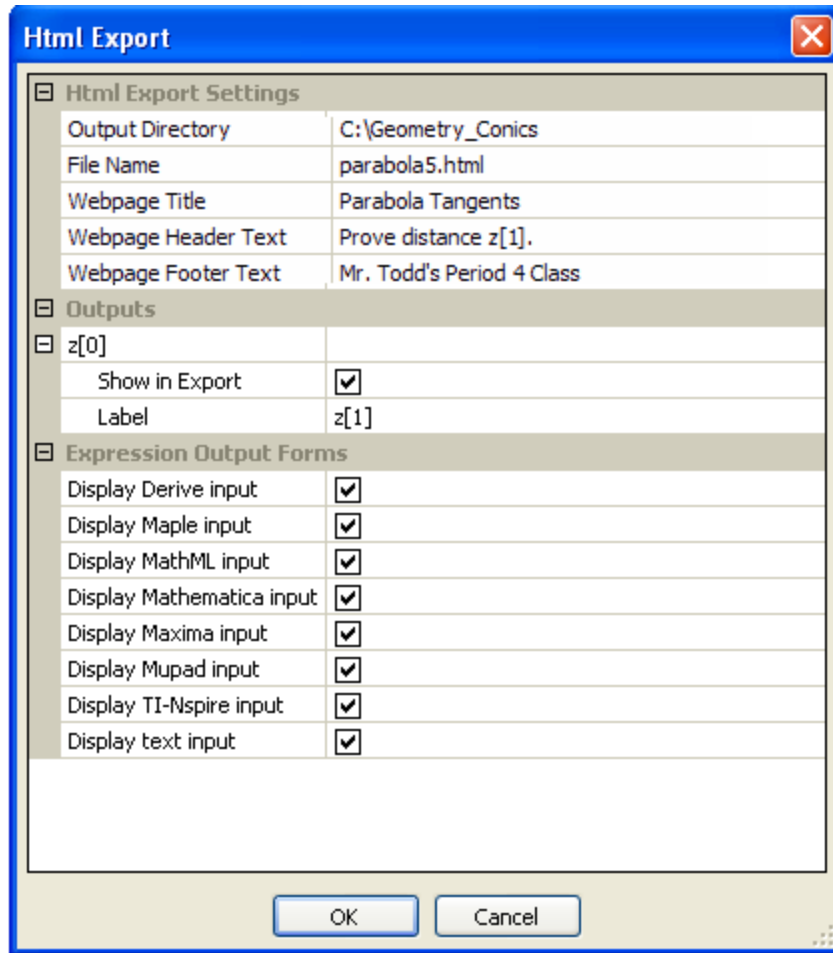 Html Export
Html Export Settings
Output Directory C:\Geometry_Conics
File Name parabola5.html
Webpage Title Parabola Tangents
Webpage Header Text Prove distance z[1].
Webpage Footer Text Mr. Todd's Period 4 Class
Outputs
z[0]
Show in Export
Label z[1]
Expression Output Forms
Display Derive input
Display Maple input
Display MathML input
Display Mathematica input
Display Maxima input
Display Mupad input
Display TI-Nspire input
Display text input
OK Cancel